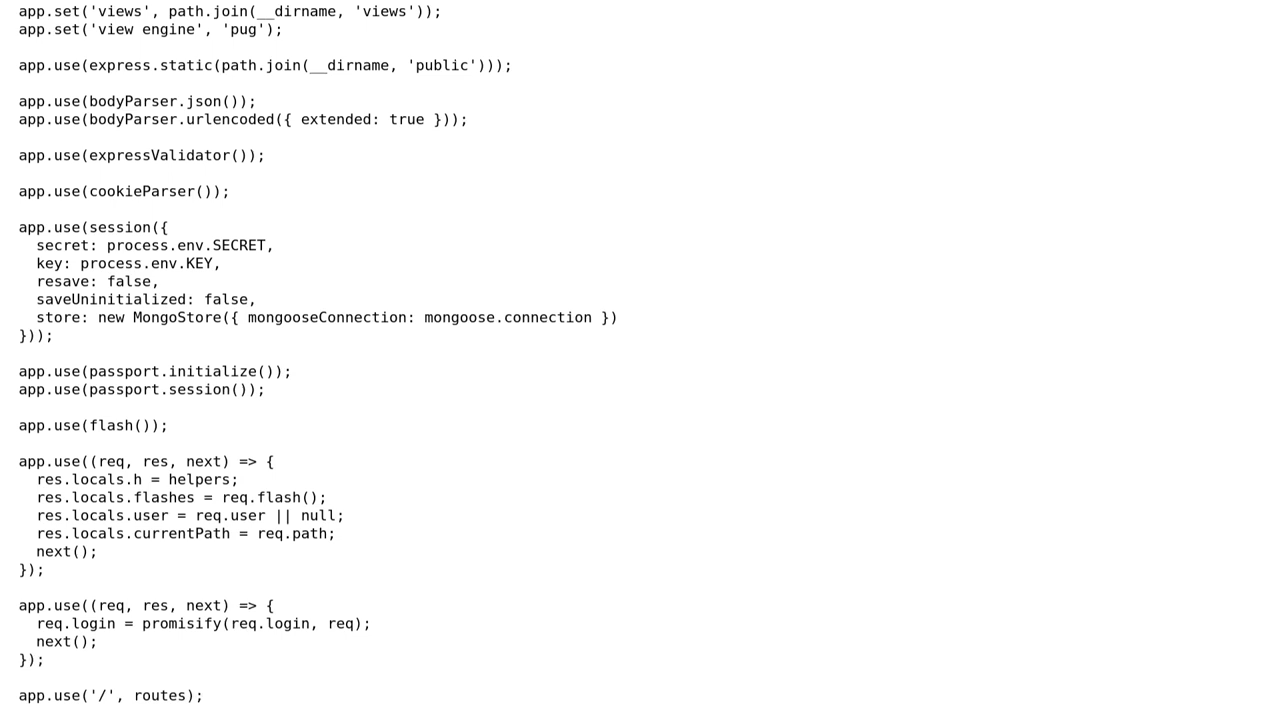 app.set('views', path.join(__dirname, 'views'));
app.set('view engine', 'pug');

app.use(express.static(path.join(__dirname, 'public')));

app.use(bodyParser.json());
app.use(bodyParser.urlencoded({ extended: true }));

app.use(expressValidator());

app.use(cookieParser());

app.use(session({
  secret: process.env.SECRET,
  key: process.env.KEY,
  resave: false,
  saveUninitialized: false,
  store: new MongoStore({ mongooseConnection: mongoose.connection })
}));

app.use(passport.initialize());
app.use(passport.session());

app.use(flash());

app.use((req, res, next) => {
  res.locals.h = helpers;
  res.locals.flashes = req.flash();
  res.locals.user = req.user || null;
  res.locals.currentPath = req.path;
  next();
});

app.use((req, res, next) => {
  req.login = promisify(req.login, req);
  next();
});

app.use('/', routes);